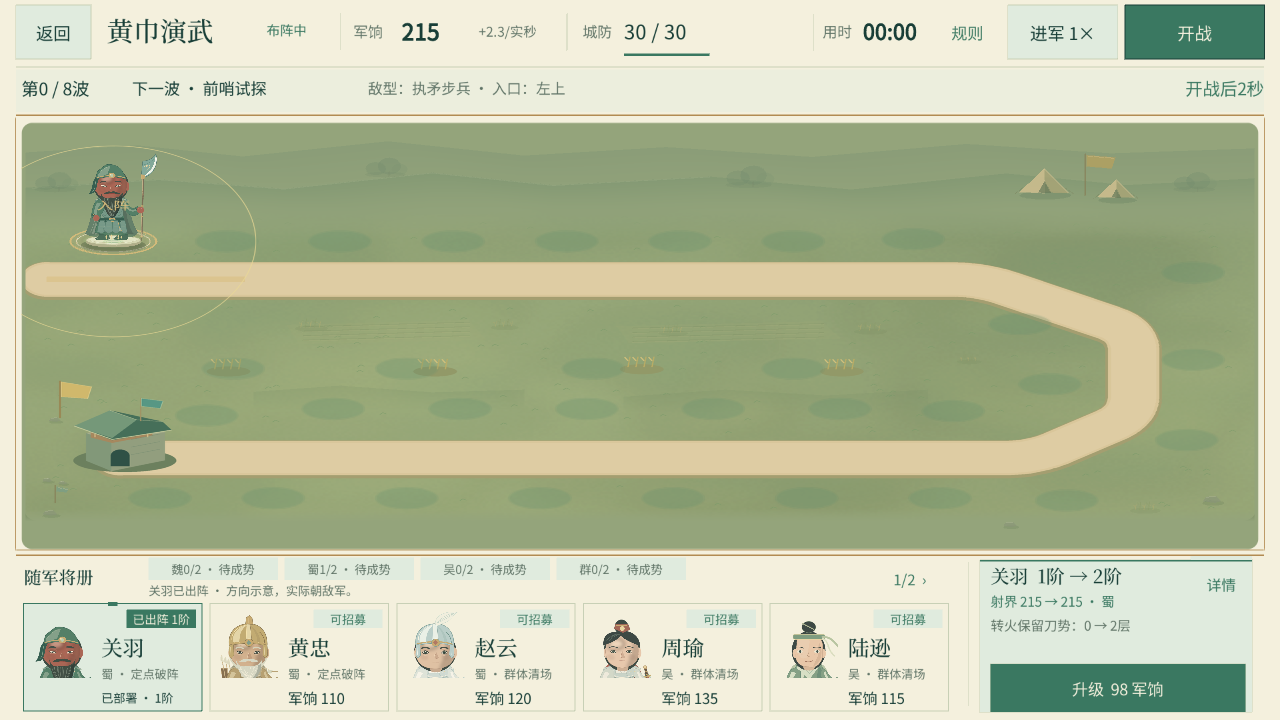 返回
黄巾演武
布阵中
军饷 215 +2.3/实秒
城防 30 / 30
用时 00:00
规则
进军 1×
开战
第0 / 8波
下一波 · 前哨试探
敌型：执矛步兵 · 入口：左上
开战后2秒
入阵
随军将册
魏0/2 · 待成势
蜀1/2 · 待成势
吴0/2 · 待成势
群0/2 · 待成势
关羽已出阵 · 方向示意，实际朝敌军。
1/2 ›
已出阵 1阶
关羽
蜀 · 定点破阵
已部署 · 1阶
可招募
黄忠
蜀 · 定点破阵
军饷 110
可招募
赵云
蜀 · 群体清场
军饷 120
可招募
周瑜
吴 · 群体清场
军饷 135
可招募
陆逊
吴 · 群体清场
军饷 115
关羽 1阶 → 2阶
详情
射界 215 → 215 · 蜀
转火保留刀势：0 → 2层
升级 98 军饷